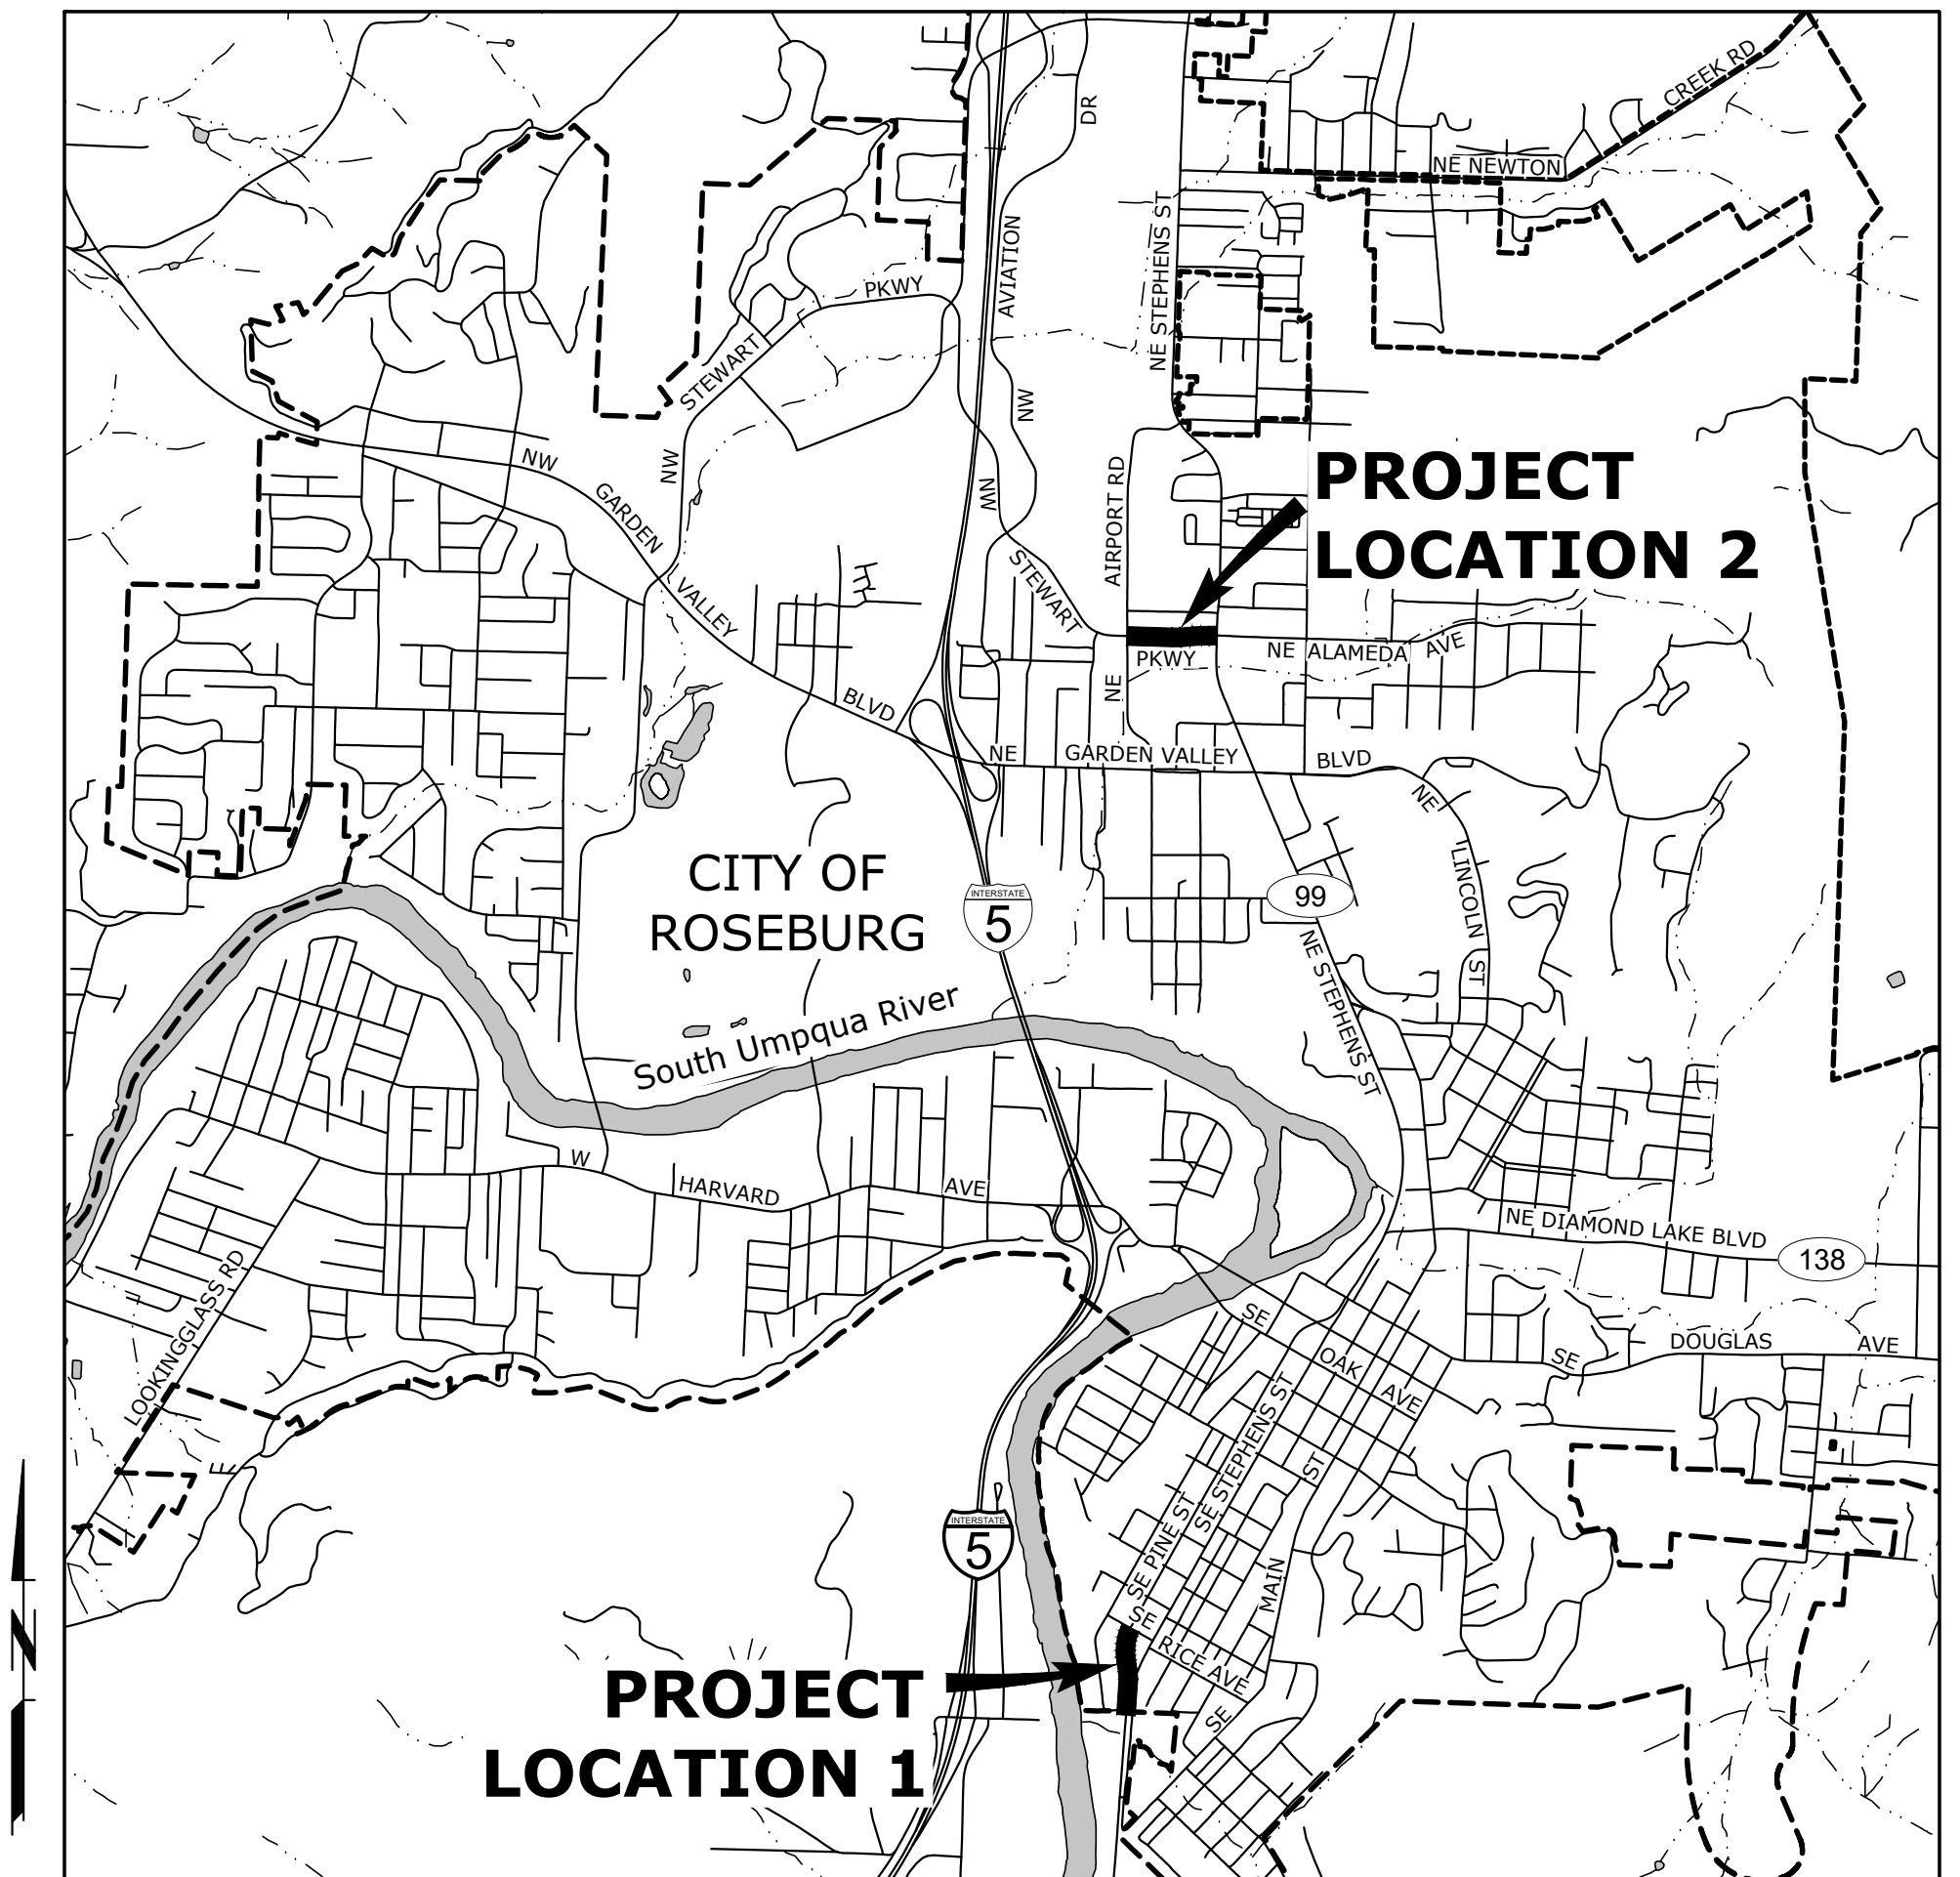 CREEK RD
DR
NE NEWTON
AVIATION
NE STEPHENS ST
PKWY
STEWART
NW
NW
NW
GARDEN
NW
AIRPORT RD
PROJECT
LOCATION 2
STEWART
VALLEY
PKWY
NE
ALAMEDA
AVE
NE
BLVD
NE
GARDEN VALLEY
BLVD
NE
LINCOLN
ST
CITY OF
ROSEBURG
INTERSTATE
5
99
NE STEPHENS ST
South Umpqua River
W
HARVARD
AVE
NE DIAMOND LAKE BLVD
138
LOOKINGGLASS RD
SE
OAK
AVE
SE
DOUGLAS
AVE
SE STEPHENS ST
ST
SE PINE ST
MAIN
INTERSTATE
5
SE
RICE AVE
SE
PROJECT
LOCATION 1
N